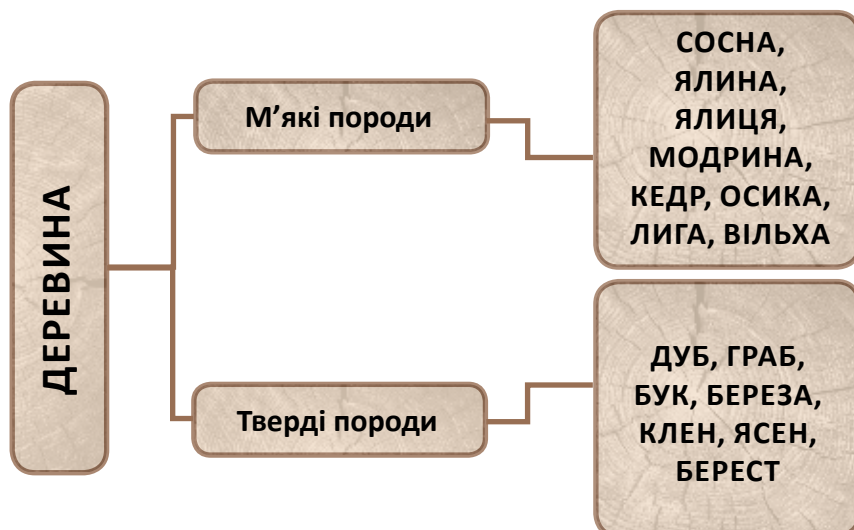 ДЕРЕВИНА
М’які породи
СОСНА,
ЯЛИНА,
ЯЛИЦЯ,
МОДРИНА,
КЕДР, ОСИКА,
ЛИГА, ВІЛЬХА
Тверді породи
ДУБ, ГРАБ,
БУК, БЕРЕЗА,
КЛЕН, ЯСЕН,
БЕРЕСТ